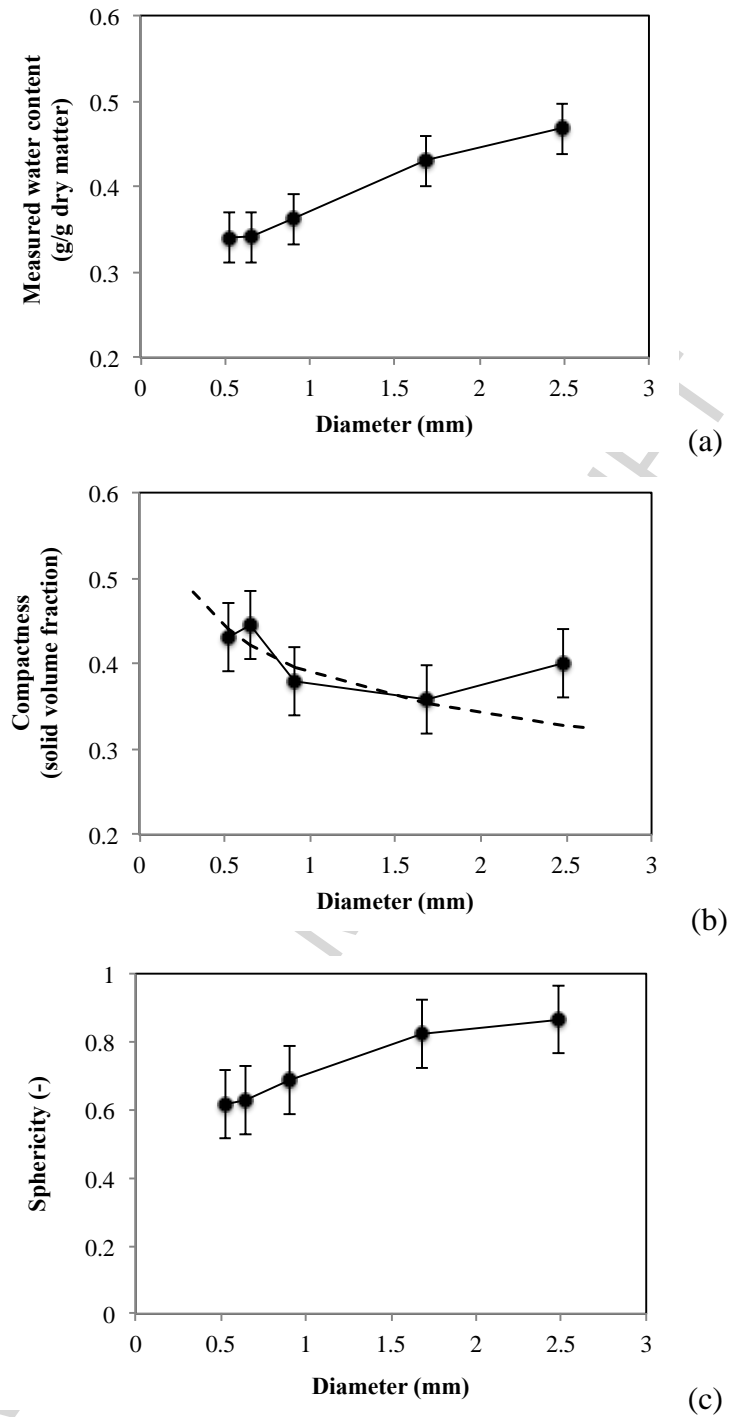 0.6
0.5
0.4
0.3
0.2
Measured water content
(g/g dry matter)
0 0.5 1 1.5 2 2.5 3
Diameter (mm)
(a)
0.6
0.5
0.4
0.3
0.2
Compactness
(solid volume fraction)
0 0.5 1 1.5 2 2.5 3
Diameter (mm)
(b)
1
0.8
0.6
0.4
0.2
0
Sphericity (-)
0 0.5 1 1.5 2 2.5 3
Diameter (mm)
(c)